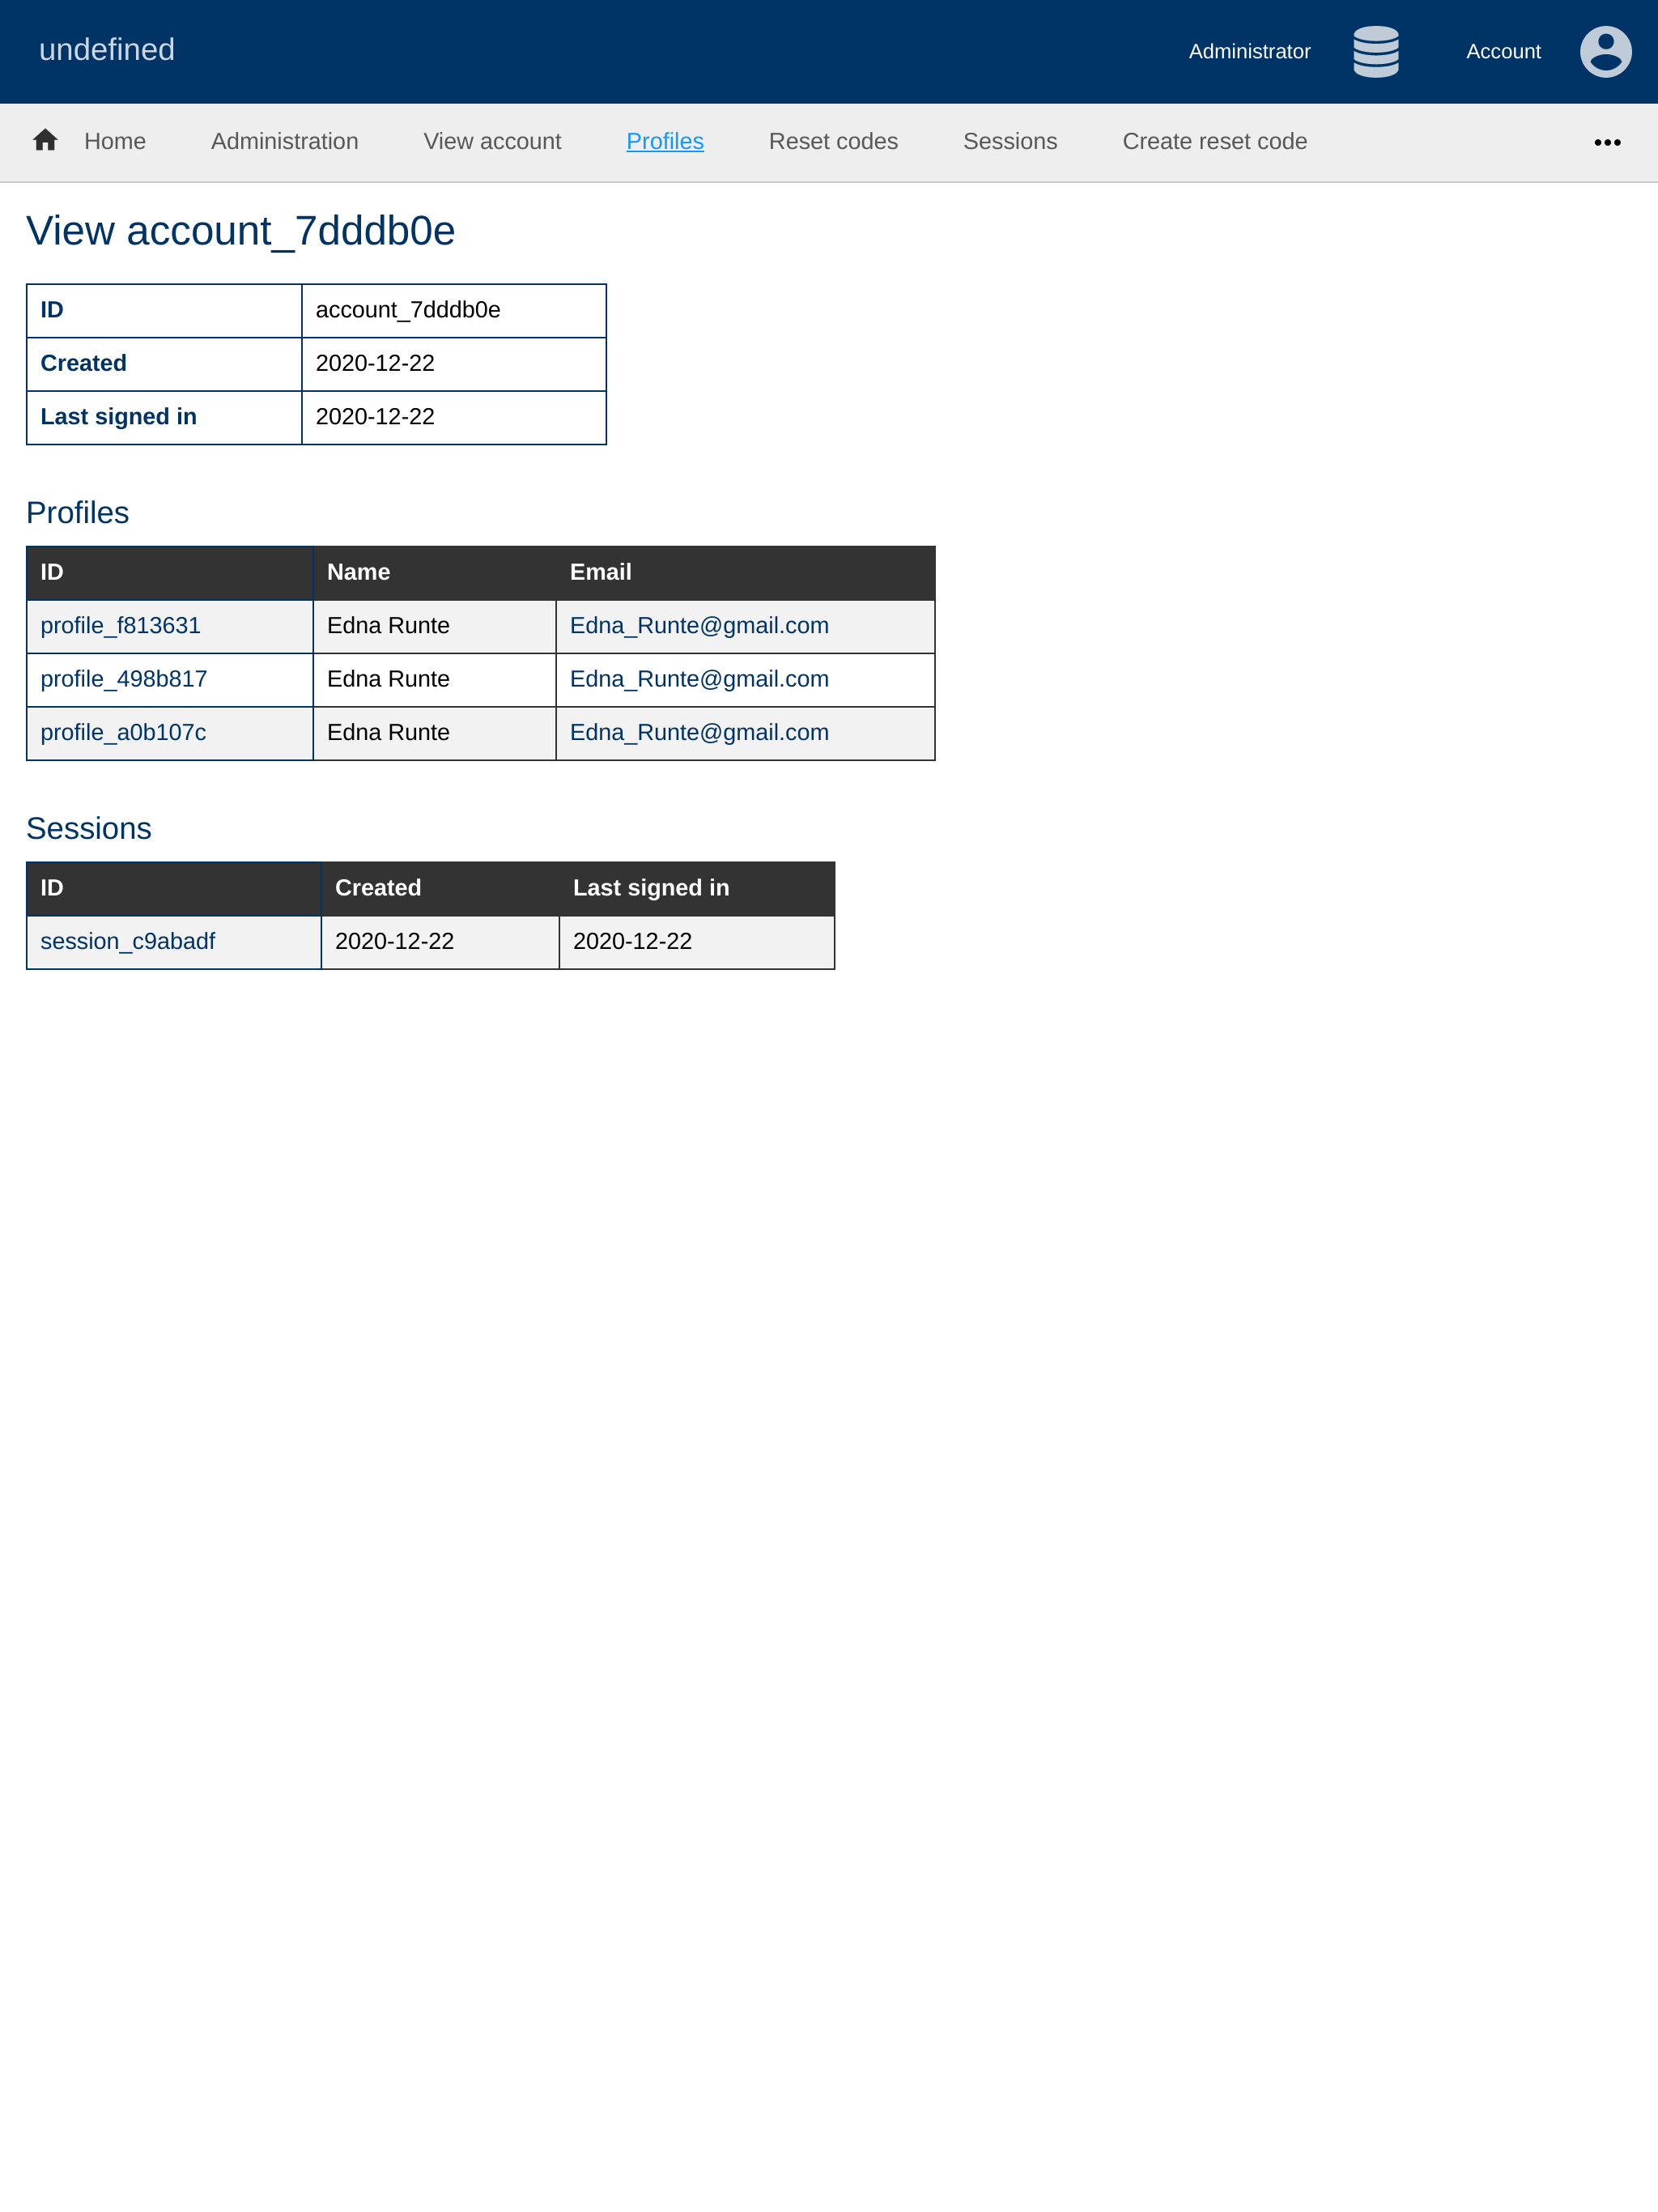 undefined Administrator Account
Home Administration View account Profiles Reset codes Sessions Create reset code
View account_7dddb0e
ID account_7dddb0e
Created 2020-12-22
Last signed in 2020-12-22
Profiles
ID Name Email
profile_f813631 Edna Runte Edna_Runte@gmail.com
profile_498b817 Edna Runte Edna_Runte@gmail.com
profile_a0b107c Edna Runte Edna_Runte@gmail.com
Sessions
ID Created Last signed in
session_c9abadf 2020-12-22 2020-12-22